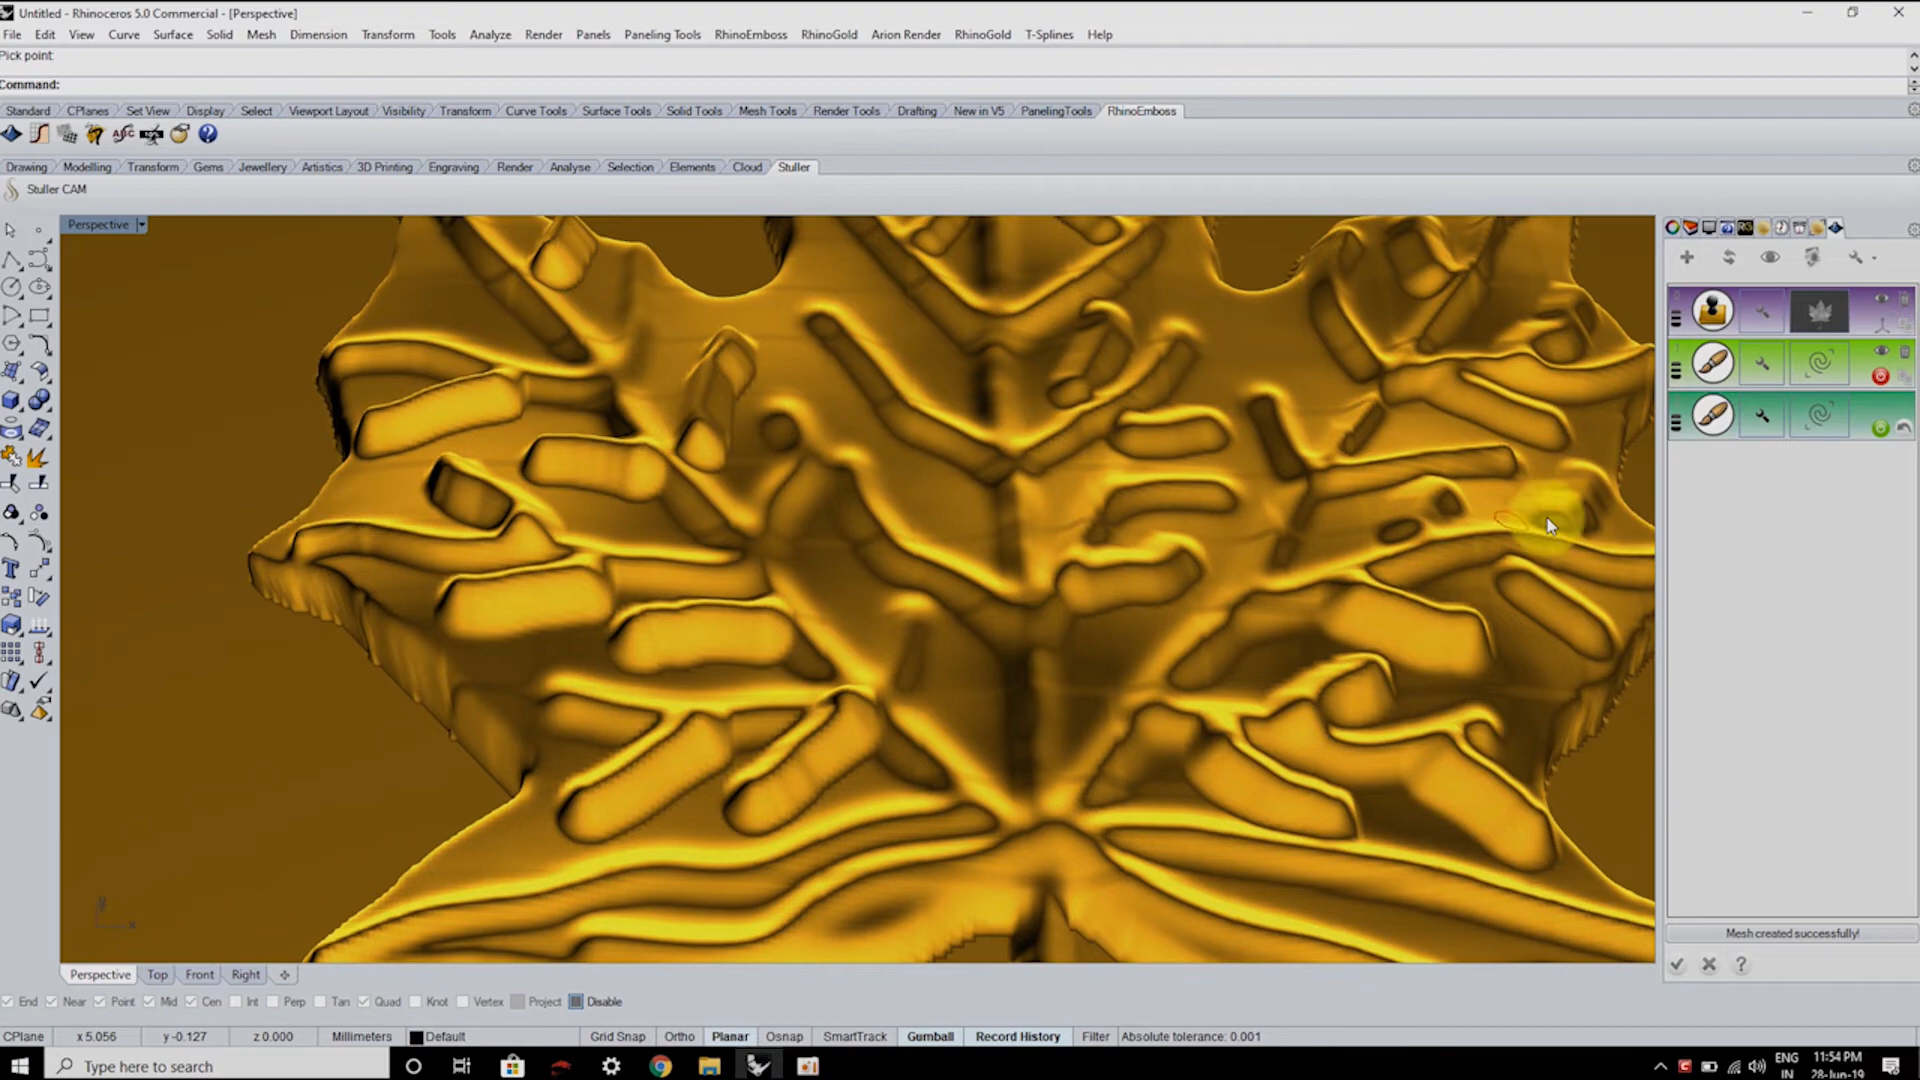 Untitled - Rhinoceros 5.0 Commercial - [Perspective]
File Edit View Curve Surface Solid Mesh Dimension Transform Tools Analyze Render Panels Paneling Tools RhinoEmboss RhinoGold Arion Render RhinoGold T-Splines Help
Pick point:
Command:
Standard CPlanes Set View Display Select Viewport Layout Visibility Transform Curve Tools Surface Tools Solid Tools Mesh Tools Render Tools Drafting New in V5 PanelingTools RhinoEmboss
ABC
Drawing Modelling Transform Gems Jewellery Artistics 3D Printing Engraving Render Analyse Selection Elements Cloud Stuller
Stuller CAM
Perspective
RG
y
x
Mesh created successfully!
Perspective Top Front Right
End Near Point Mid Cen Int Perp Tan Quad Knot Vertex Project Disable
CPlane x 5.056 y -0.127 z 0.000 Millimeters Default Grid Snap Ortho Planar Osnap SmartTrack Gumball Record History Filter Absolute tolerance: 0.001
Type here to search
ENG
IN
11:54 PM
28-Jun-19